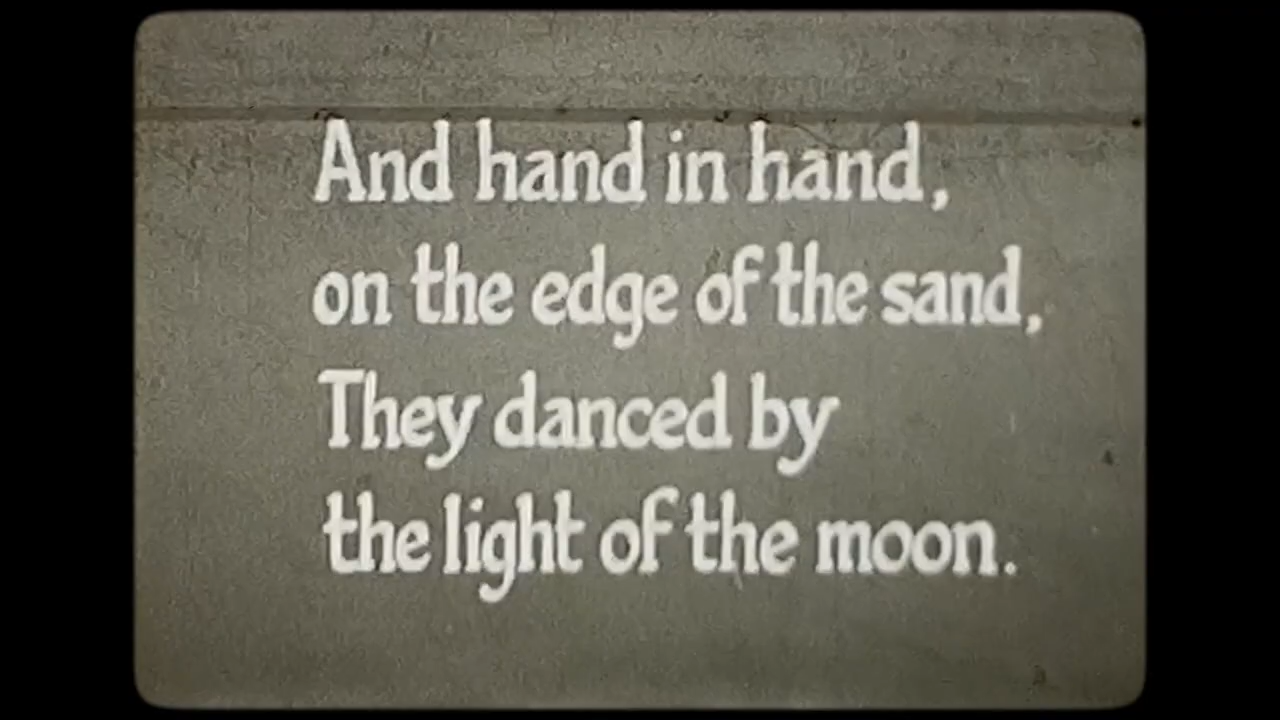 And hand in hand,
on the edge of the sand,
They danced by
the light of the moon.